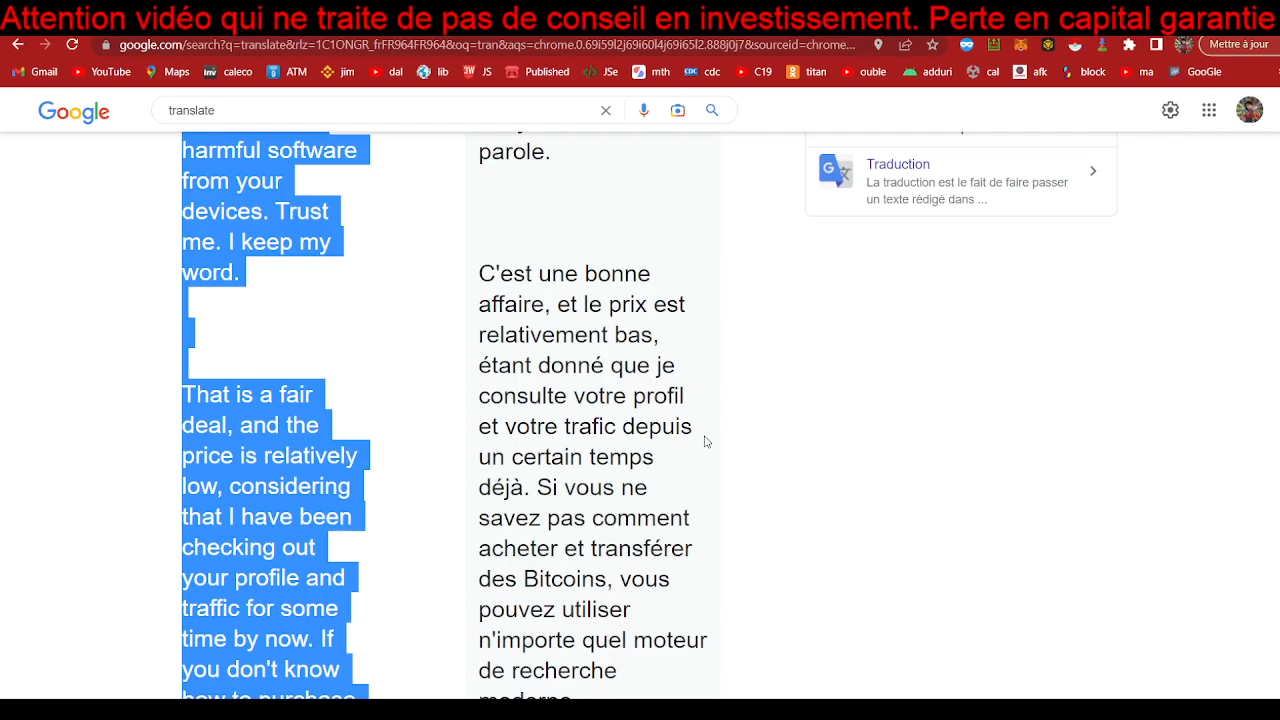 Attention vidéo qui ne traite de pas de conseil en investissement. Perte en capital garantie
google.com/search?q=translate&rlz=1C1ONGR_frFR964FR964&oq=tran&aqs=chrome.0.69i59l2j69i60l4j69i65l2.888j0j7&sourceid=chrome...
Mettre à jour
Gmail YouTube Maps caleco ATM jim dal lib JS Published JSe mth cdc C19 titan ouble adduri cal afk block ma GooGle
Google
translate
harmful software
from your
devices. Trust
me. I keep my
word.
That is a fair
deal, and the
price is relatively
low, considering
that I have been
checking out
your profile and
traffic for some
time by now. If
you don't know
how to purchase
parole.
C'est une bonne
affaire, et le prix est
relativement bas,
étant donné que je
consulte votre profil
et votre trafic depuis
un certain temps
déjà. Si vous ne
savez pas comment
acheter et transférer
des Bitcoins, vous
pouvez utiliser
n'importe quel moteur
de recherche
moderne.
Traduction
La traduction est le fait de faire passer
un texte rédigé dans ...